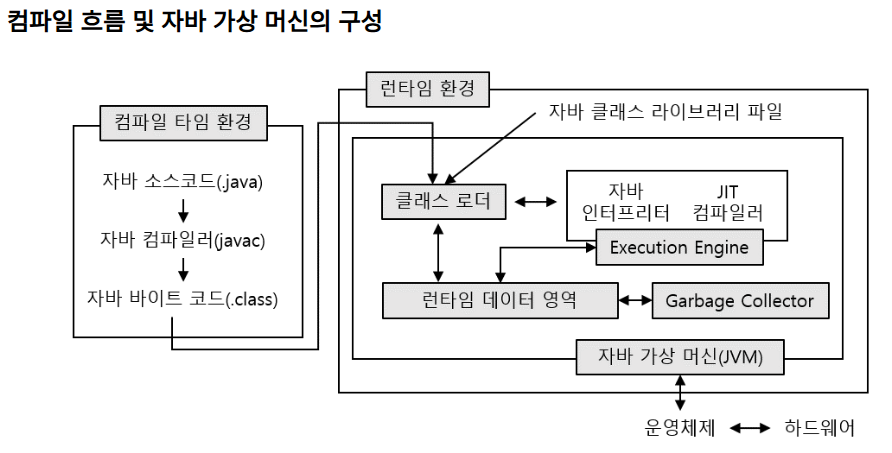 컴파일 흐름 및 자바 가상 머신의 구성
런타임 환경
컴파일 타임 환경
자바 클래스 라이브러리 파일
자바 소스코드(.java)
자바 컴파일러(javac)
자바 바이트 코드(.class)
클래스 로더
자바
인터프리터
JIT
컴파일러
Execution Engine
런타임 데이터 영역
Garbage Collector
자바 가상 머신(JVM)
운영체제
하드웨어